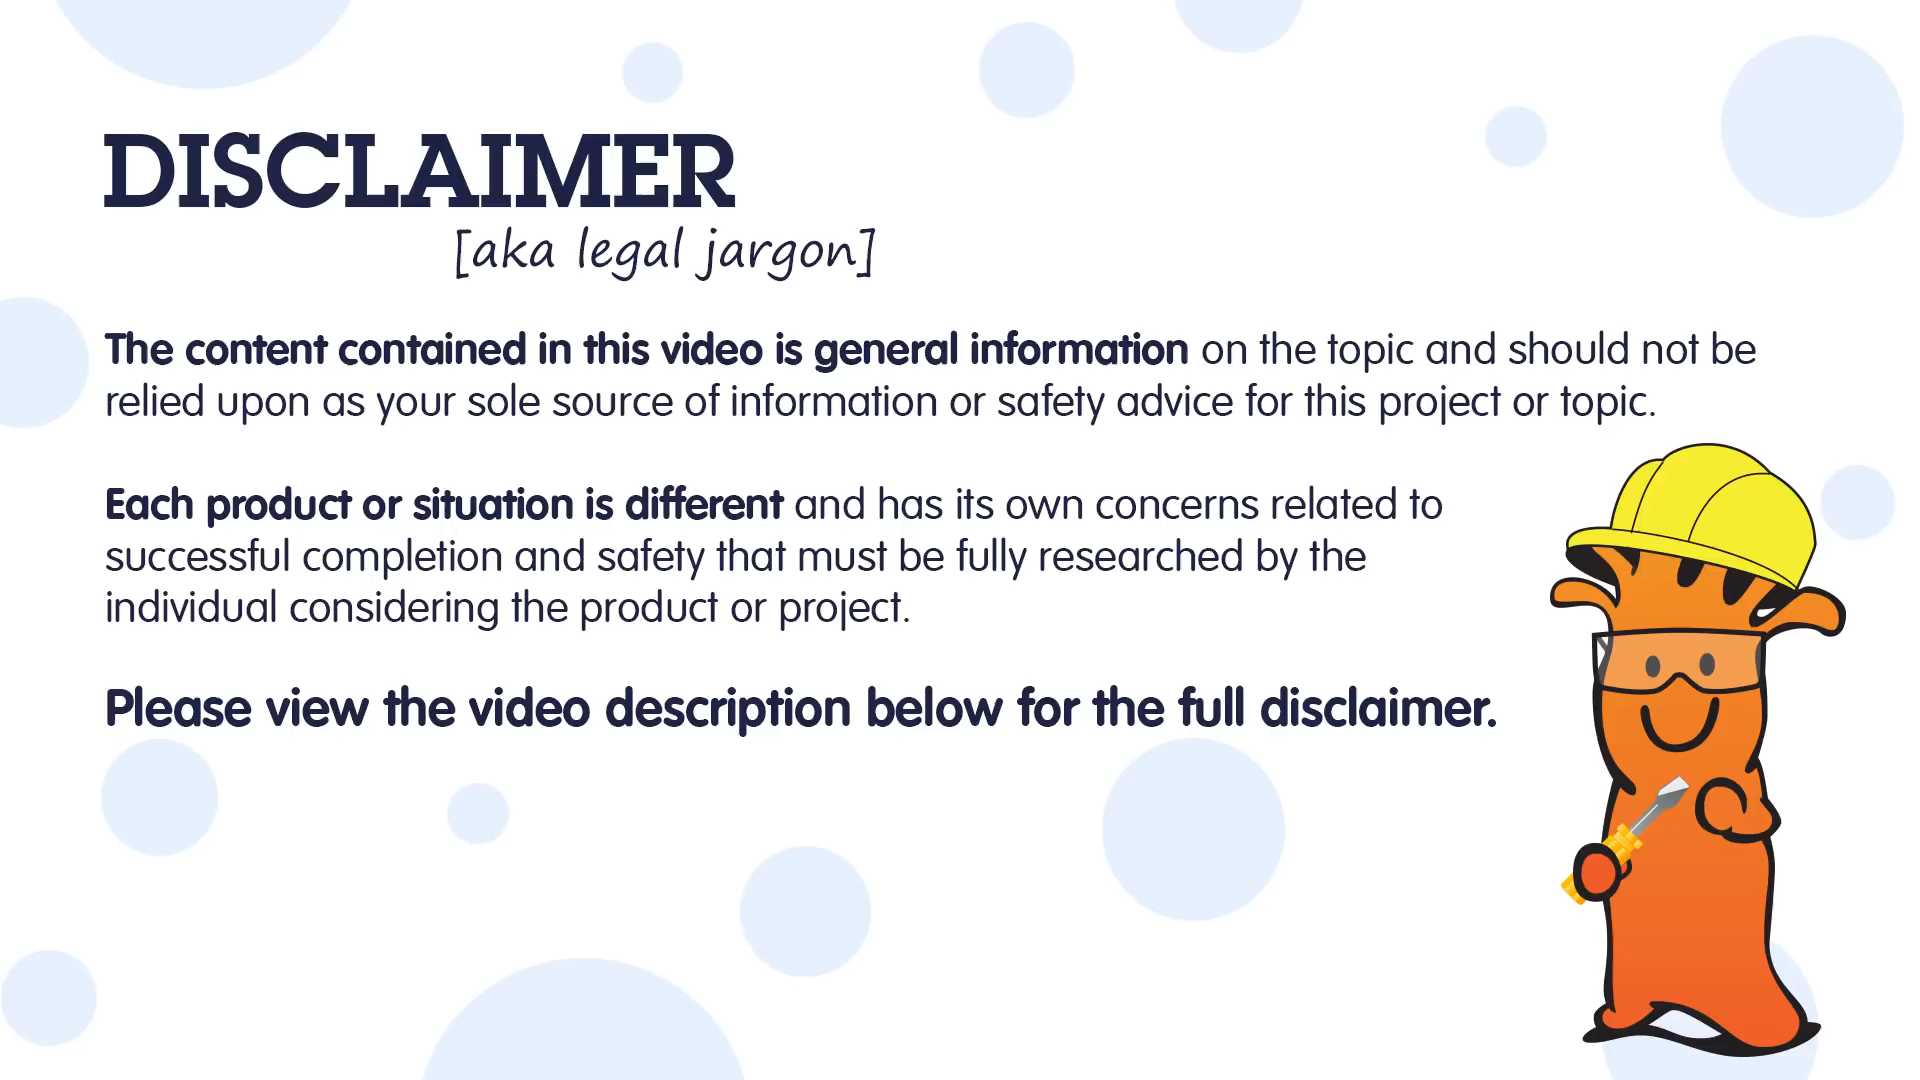 DISCLAIMER
[aka legal jargon]
The content contained in this video is general information on the topic and should not be
relied upon as your sole source of information or safety advice for this project or topic.
Each product or situation is different and has its own concerns related to
successful completion and safety that must be fully researched by the
individual considering the product or project.
Please view the video description below for the full disclaimer.